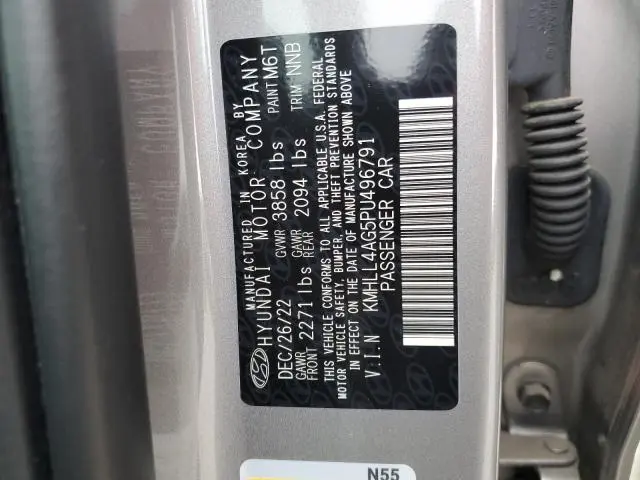 MANUFACTURED IN KOREA BY
HYUNDAI MOTOR COMPANY
DEC/26/22 GVWR 3858 lbs PAINT M6T
GAWR FRONT 2271 lbs GAWR REAR 2094 lbs TRIM NNB
THIS VEHICLE CONFORMS TO ALL APPLICABLE U.S.A. FEDERAL
MOTOR VEHICLE SAFETY, BUMPER, AND THEFT PREVENTION STANDARDS
IN EFFECT ON THE DATE OF MANUFACTURE SHOWN ABOVE
V.I.N KMHLL4AG5PU496791
PASSENGER CAR
N55